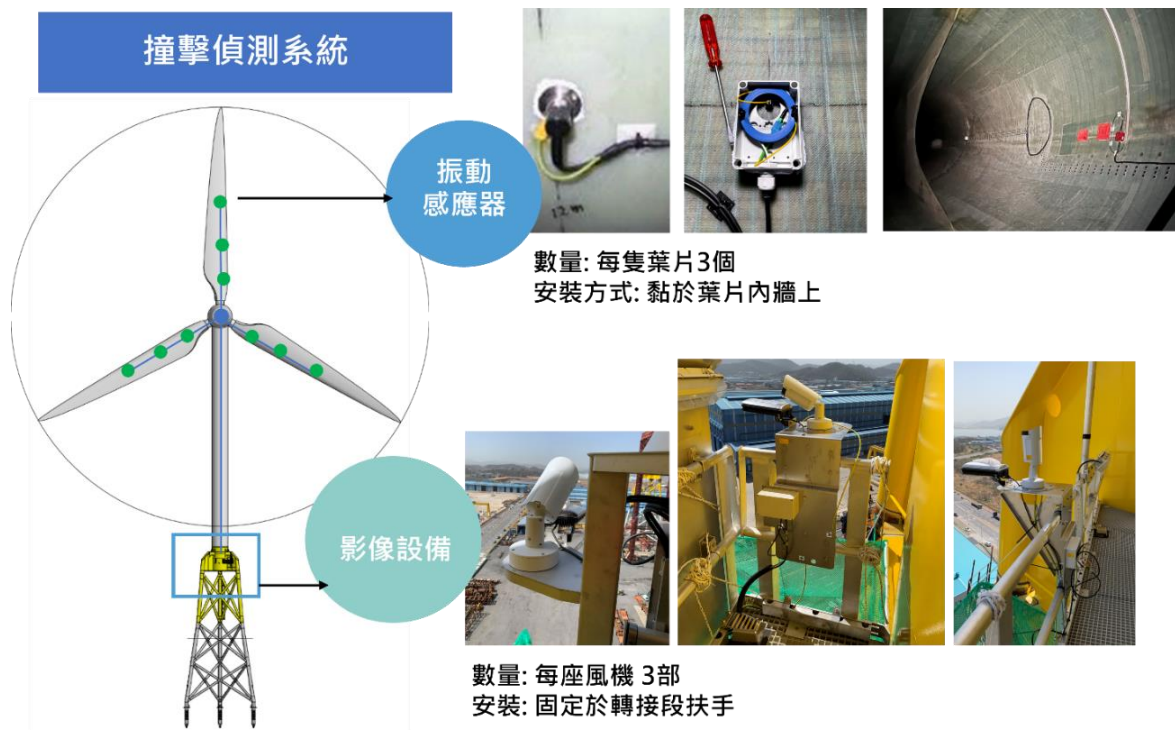 撞擊偵測系統
振動
感應器
12m
數量: 每隻葉片3個
安裝方式: 黏於葉片內牆上
影像設備
數量: 每座風機 3部
安裝: 固定於轉接段扶手